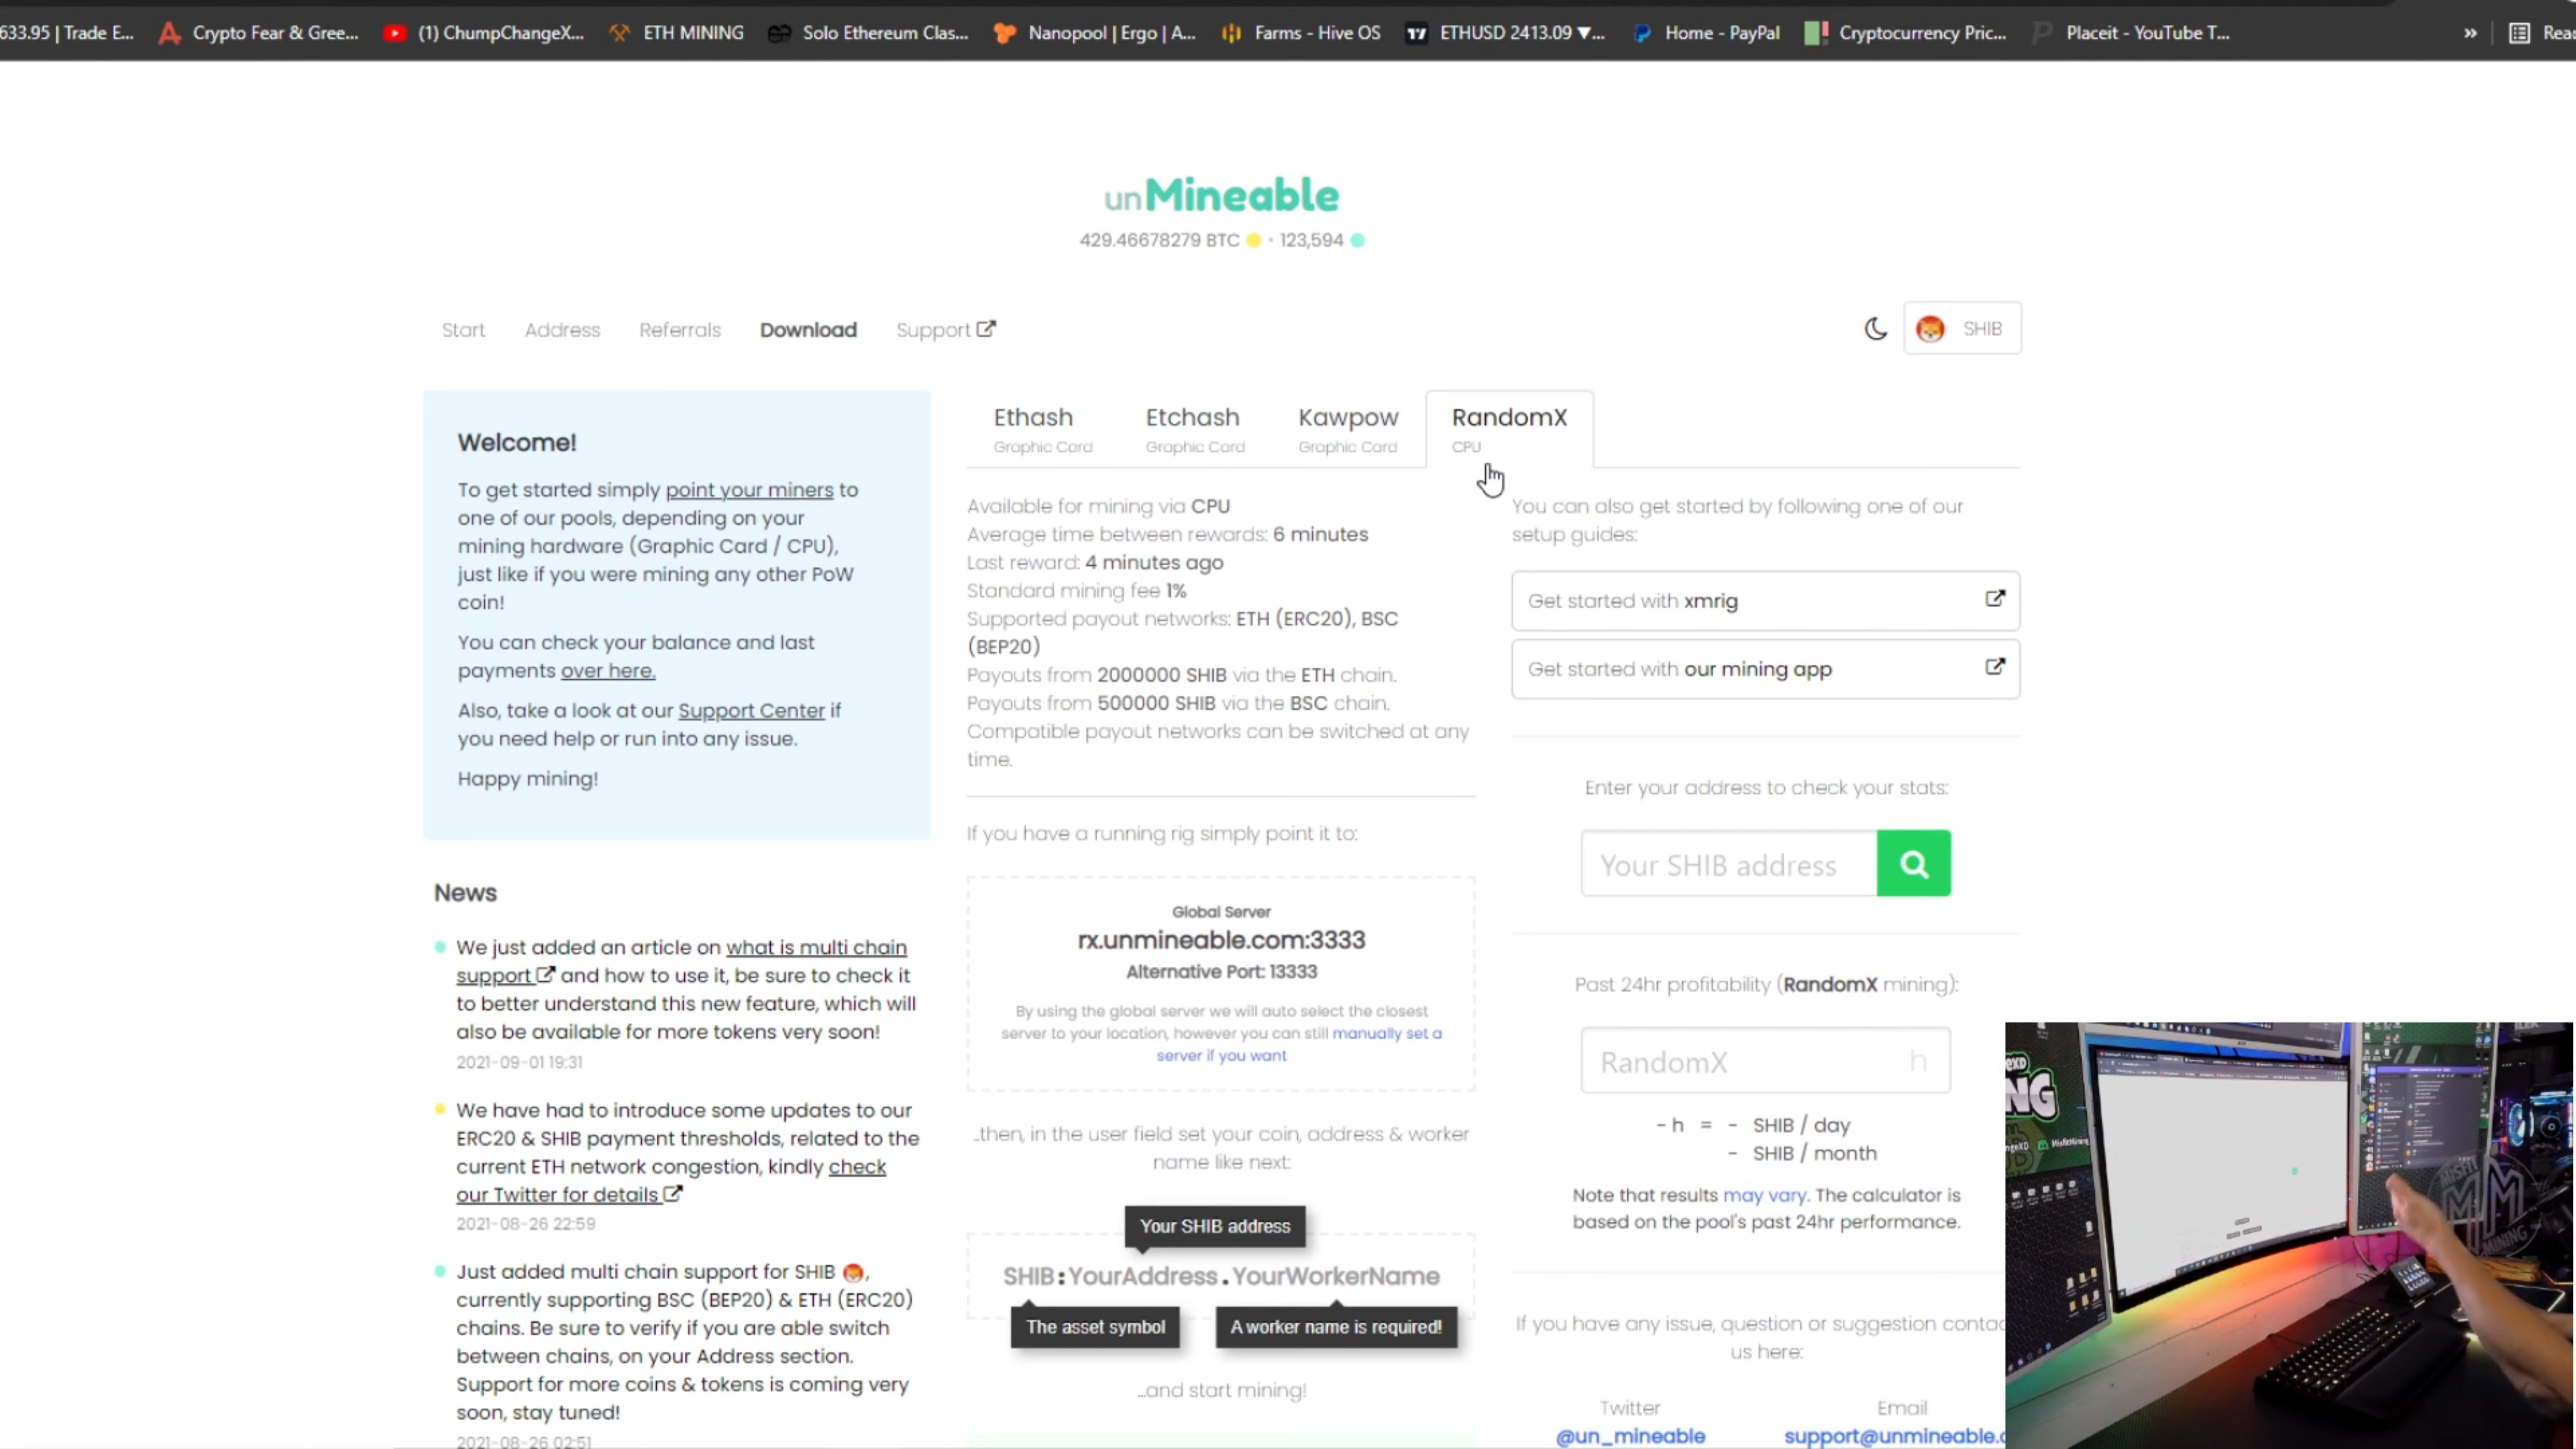 633.95 | Trade E...
Crypto Fear & Gree...
(1) ChumpChangeX...
ETH MINING
Solo Ethereum Clas...
Nanopool | Ergo | A...
Farms - Hive OS
ETHUSD 2413.09 ▼...
Home - PayPal
Cryptocurrency Pric...
Placeit - YouTube T...
»
unMineable
429.46678279 BTC • 123,594
Start
Address
Referrals
Download
Support
SHIB
Welcome!
To get started simply point your miners to
one of our pools, depending on your
mining hardware (Graphic Card / CPU),
just like if you were mining any other PoW
coin!
You can check your balance and last
payments over here.
Also, take a look at our Support Center if
you need help or run into any issue.
Happy mining!
News
We just added an article on what is multi chain
support and how to use it, be sure to check it
to better understand this new feature, which will
also be available for more tokens very soon!
2021-09-01 19:31
We have had to introduce some updates to our
ERC20 & SHIB payment thresholds, related to the
current ETH network congestion, kindly check
our Twitter for details
2021-08-26 22:59
Just added multi chain support for SHIB ,
currently supporting BSC (BEP20) & ETH (ERC20)
chains. Be sure to verify if you are able switch
between chains, on your Address section.
Support for more coins & tokens is coming very
soon, stay tuned!
2021-08-26 02:51
Ethash
Graphic Card
Etchash
Graphic Card
Kawpow
Graphic Card
RandomX
CPU
Available for mining via CPU
Average time between rewards: 6 minutes
Last reward: 4 minutes ago
Standard mining fee 1%
Supported payout networks: ETH (ERC20), BSC
(BEP20)
Payouts from 2000000 SHIB via the ETH chain.
Payouts from 500000 SHIB via the BSC chain.
Compatible payout networks can be switched at any
time.
If you have a running rig simply point it to:
Global Server
rx.unmineable.com:3333
Alternative Port: 13333
By using the global server we will auto select the closest
server to your location, however you can still manually set a
server if you want
..then, in the user field set your coin, address & worker
name like next:
Your SHIB address
SHIB:YourAddress.YourWorkerName
The asset symbol
A worker name is required!
...and start mining!
You can also get started by following one of our
setup guides:
Get started with xmrig
Get started with our mining app
Enter your address to check your stats:
Your SHIB address
Past 24hr profitability (RandomX mining):
RandomX h
- h = - SHIB / day
- SHIB / month
Note that results may vary. The calculator is
based on the pool's past 24hr performance.
If you have any issue, question or suggestion contac
us here:
Twitter
@un_mineable
Email
support@unmineable.c
MINING